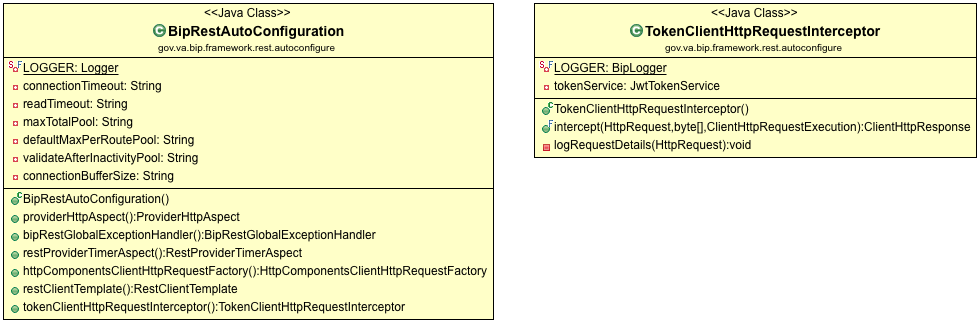 <<Java Class>>
BipRestAutoConfiguration
gov.va.bip.framework.rest.autoconfigure
LOGGER: Logger
connectionTimeout: String
readTimeout: String
maxTotalPool: String
defaultMaxPerRoutePool: String
validateAfterInactivityPool: String
connectionBufferSize: String
BipRestAutoConfiguration()
providerHttpAspect():ProviderHttpAspect
bipRestGlobalExceptionHandler():BipRestGlobalExceptionHandler
restProviderTimerAspect():RestProviderTimerAspect
httpComponentsClientHttpRequestFactory():HttpComponentsClientHttpRequestFactory
restClientTemplate():RestClientTemplate
tokenClientHttpRequestInterceptor():TokenClientHttpRequestInterceptor
<<Java Class>>
TokenClientHttpRequestInterceptor
gov.va.bip.framework.rest.autoconfigure
LOGGER: BipLogger
tokenService: JwtTokenService
TokenClientHttpRequestInterceptor()
intercept(HttpRequest,byte[],ClientHttpRequestExecution):ClientHttpResponse
logRequestDetails(HttpRequest):void